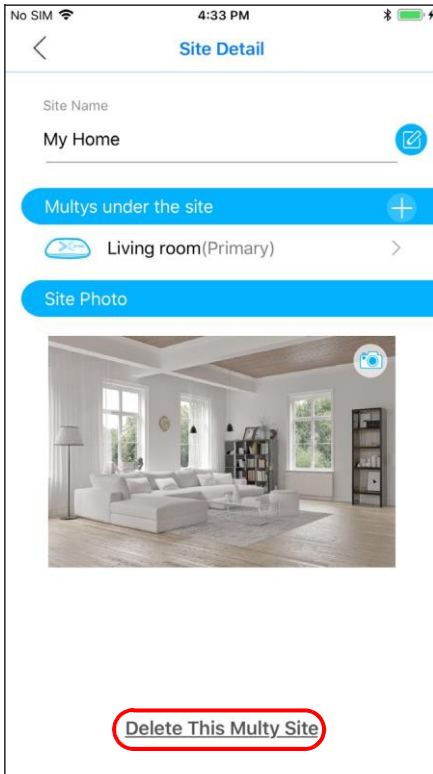 No SIM 4:33 PM
Site Detail
Site Name
My Home
Multys under the site
Living room(Primary)
Site Photo
Delete This Multy Site